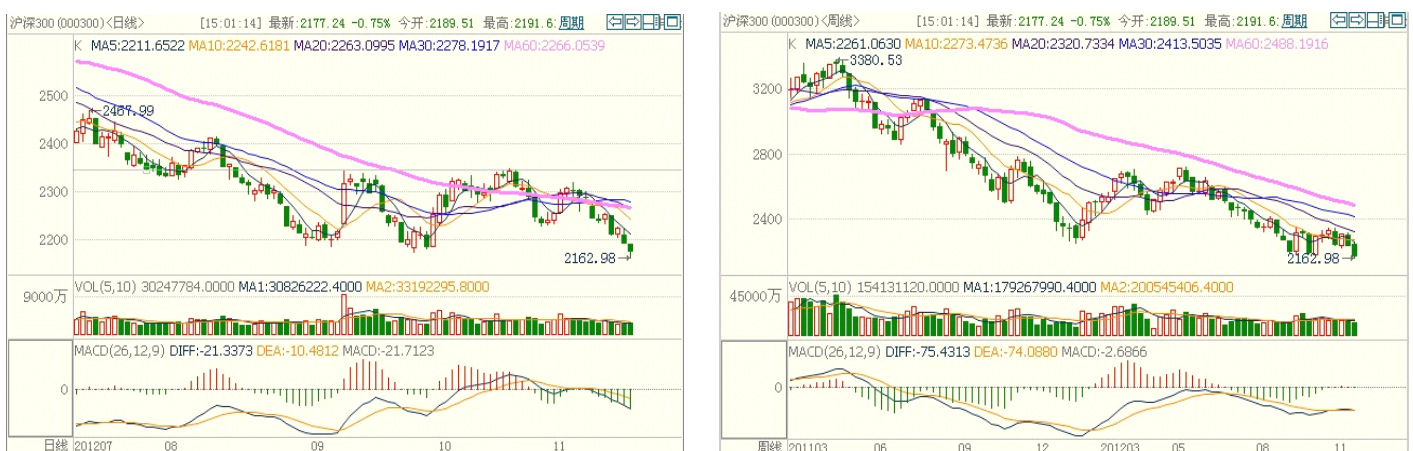 沪深300(000300)<日线> [15:01:14] 最新:2177.24 -0.75% 今开:2189.51 最高:2191.6: 周期
K MA5:2211.6522 MA10:2242.6181 MA20:2263.0995 MA30:2278.1917 MA60:2266.0539
2500
2467.99
2400
2300
2200
2162.98
VOL(5,10) 30247784.0000 MA1:30826222.4000 MA2:33192295.8000
9000万
MACD(26,12,9) DIFF:-21.3373 DEA:-10.4812 MACD:-21.7123
0
日线 201207 08 09 10 11
沪深300(000300)<周线> [15:01:14] 最新:2177.24 -0.75% 今开:2189.51 最高:2191.6: 周期
K MA5:2261.0630 MA10:2273.4736 MA20:2320.7334 MA30:2413.5035 MA60:2488.1916
3380.53
3200
2800
2400
2162.98
VOL(5,10) 154131120.0000 MA1:179267990.4000 MA2:200545406.4000
45000万
MACD(26,12,9) DIFF:-75.4313 DEA:-74.0880 MACD:-2.6866
0
周线 201103 06 09 12 201203 05 08 11